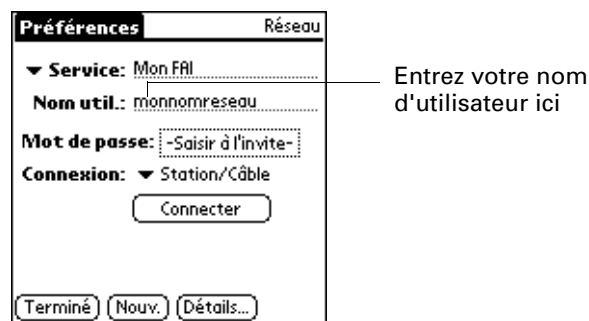 Préférences Réseau
Service: Mon FAI
Nom util.: monnomreseau
Mot de passe: -Saisir à l'invite-
Connexion: Station/Câble
Connecter
Terminé Nouv. Détails...
Entrez votre nom
d'utilisateur ici